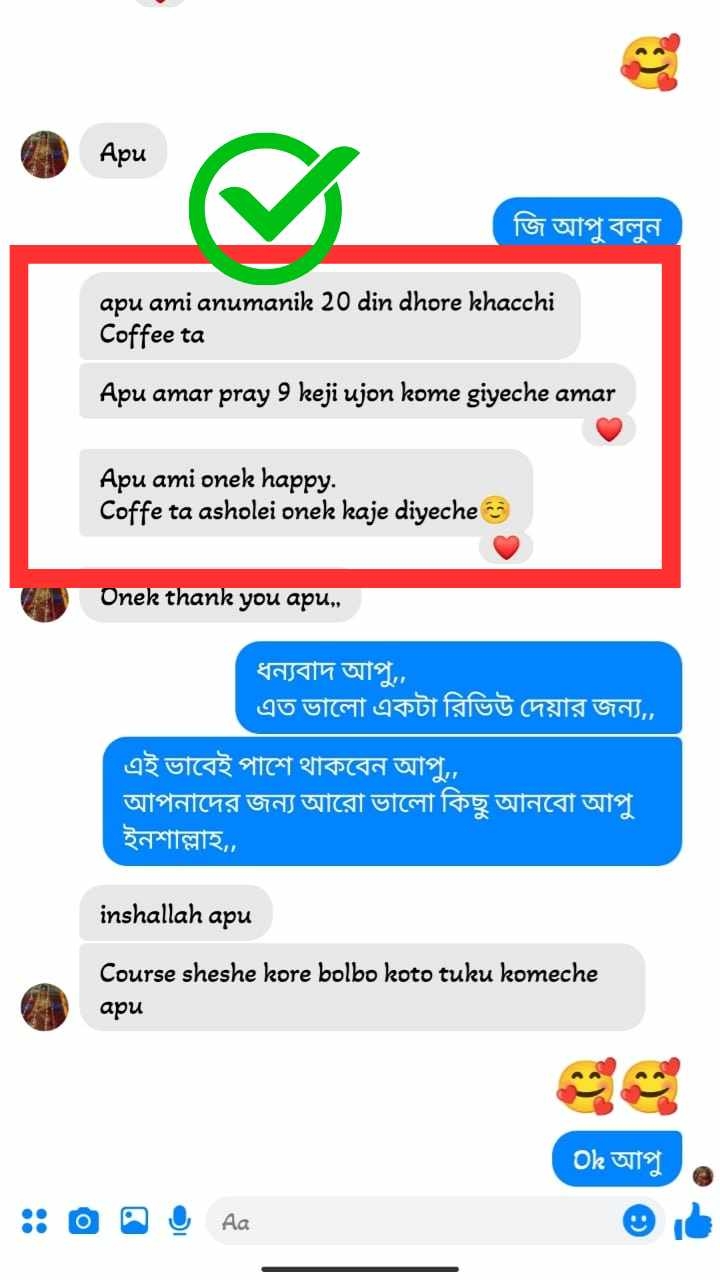 Apu
জি আপু বলুন
apu ami anumanik 20 din dhore khacchi
Coffee ta
Apu amar pray 9 keji ujon kome giyeche amar
Apu ami onek happy.
Coffe ta asholei onek kaje diyeche☺️
Onek thank you apu,,
ধন্যবাদ আপু,,
এত ভালো একটা রিভিউ দেয়ার জন্য,,
এই ভাবেই পাশে থাকবেন আপু,,
আপনাদের জন্য আরো ভালো কিছু আনবো আপু
ইনশাল্লাহ,,
inshallah apu
Course sheshe kore bolbo koto tuku komeche
apu
Ok আপু
Aa